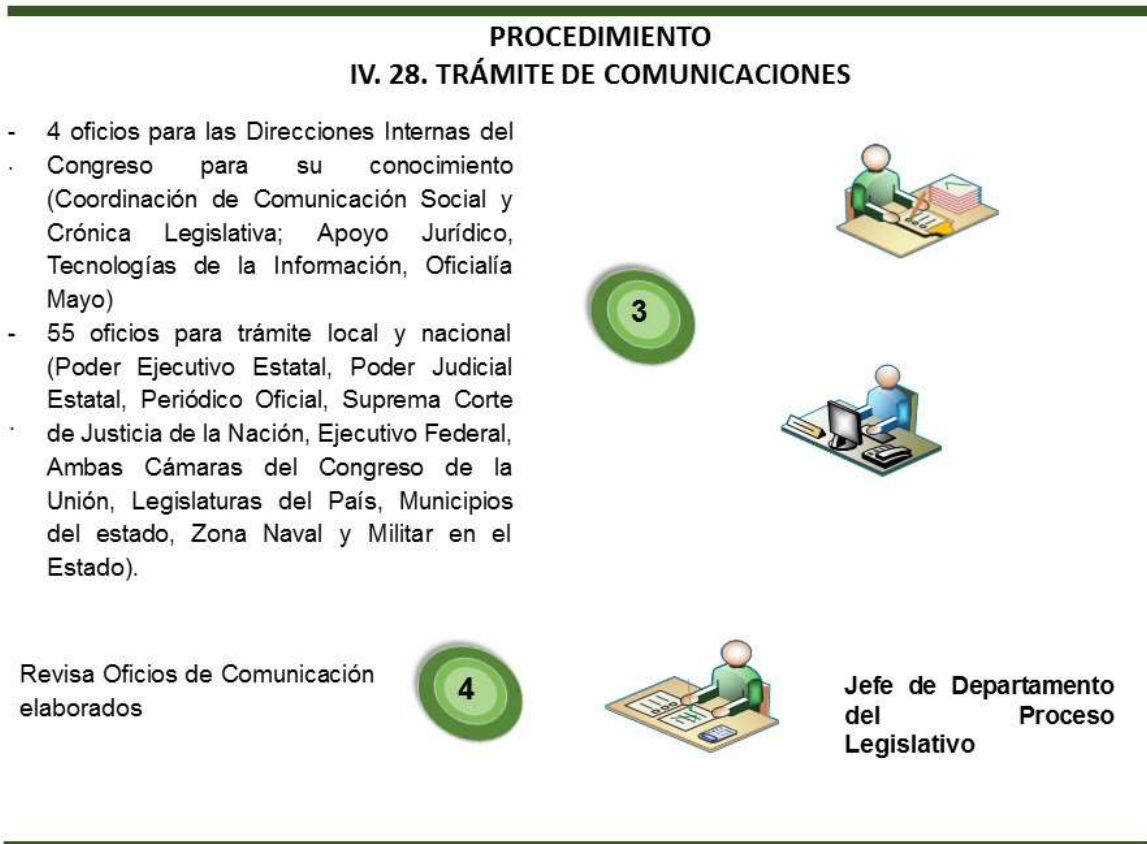 PROCEDIMIENTO
IV. 28. TRÁMITE DE COMUNICACIONES
- 4 oficios para las Direcciones Internas del
. Congreso para su conocimiento
(Coordinación de Comunicación Social y
Crónica Legislativa; Apoyo Jurídico,
Tecnologías de la Información, Oficialía
Mayo)
- 55 oficios para trámite local y nacional
(Poder Ejecutivo Estatal, Poder Judicial
Estatal, Periódico Oficial, Suprema Corte
. de Justicia de la Nación, Ejecutivo Federal,
Ambas Cámaras del Congreso de la
Unión, Legislaturas del País, Municipios
del estado, Zona Naval y Militar en el
Estado).
3
Revisa Oficios de Comunicación
elaborados
4
Jefe de Departamento
del Proceso
Legislativo